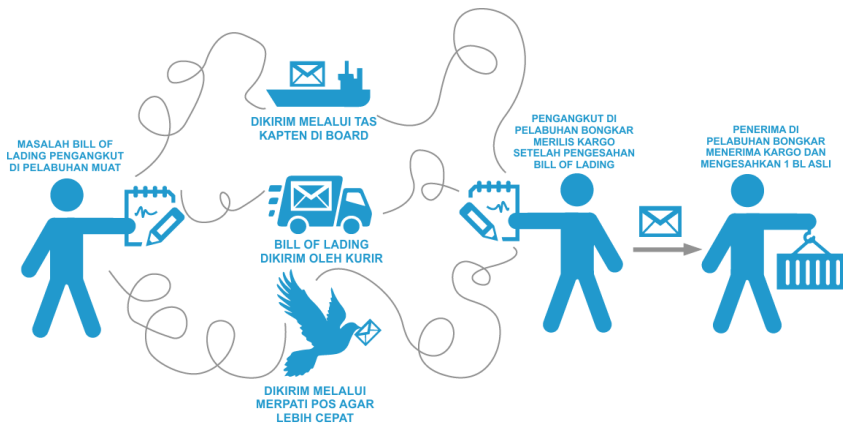 MASALAH BILL OF
LADING PENGANGKUT
DI PELABUHAN MUAT
DIKIRIM MELALUI TAS
KAPTEN DI BOARD
BILL OF LADING
DIKIRIM OLEH KURIR
DIKIRIM MELALUI
MERPATI POS AGAR
LEBIH CEPAT
PENGANGKUT DI
PELABUHAN BONGKAR
MERILIS KARGO
SETELAH PENGESAHAN
BILL OF LADING
PENERIMA DI
PELABUHAN BONGKAR
MENERIMA KARGO DAN
MENGESAHKAN 1 BL ASLI